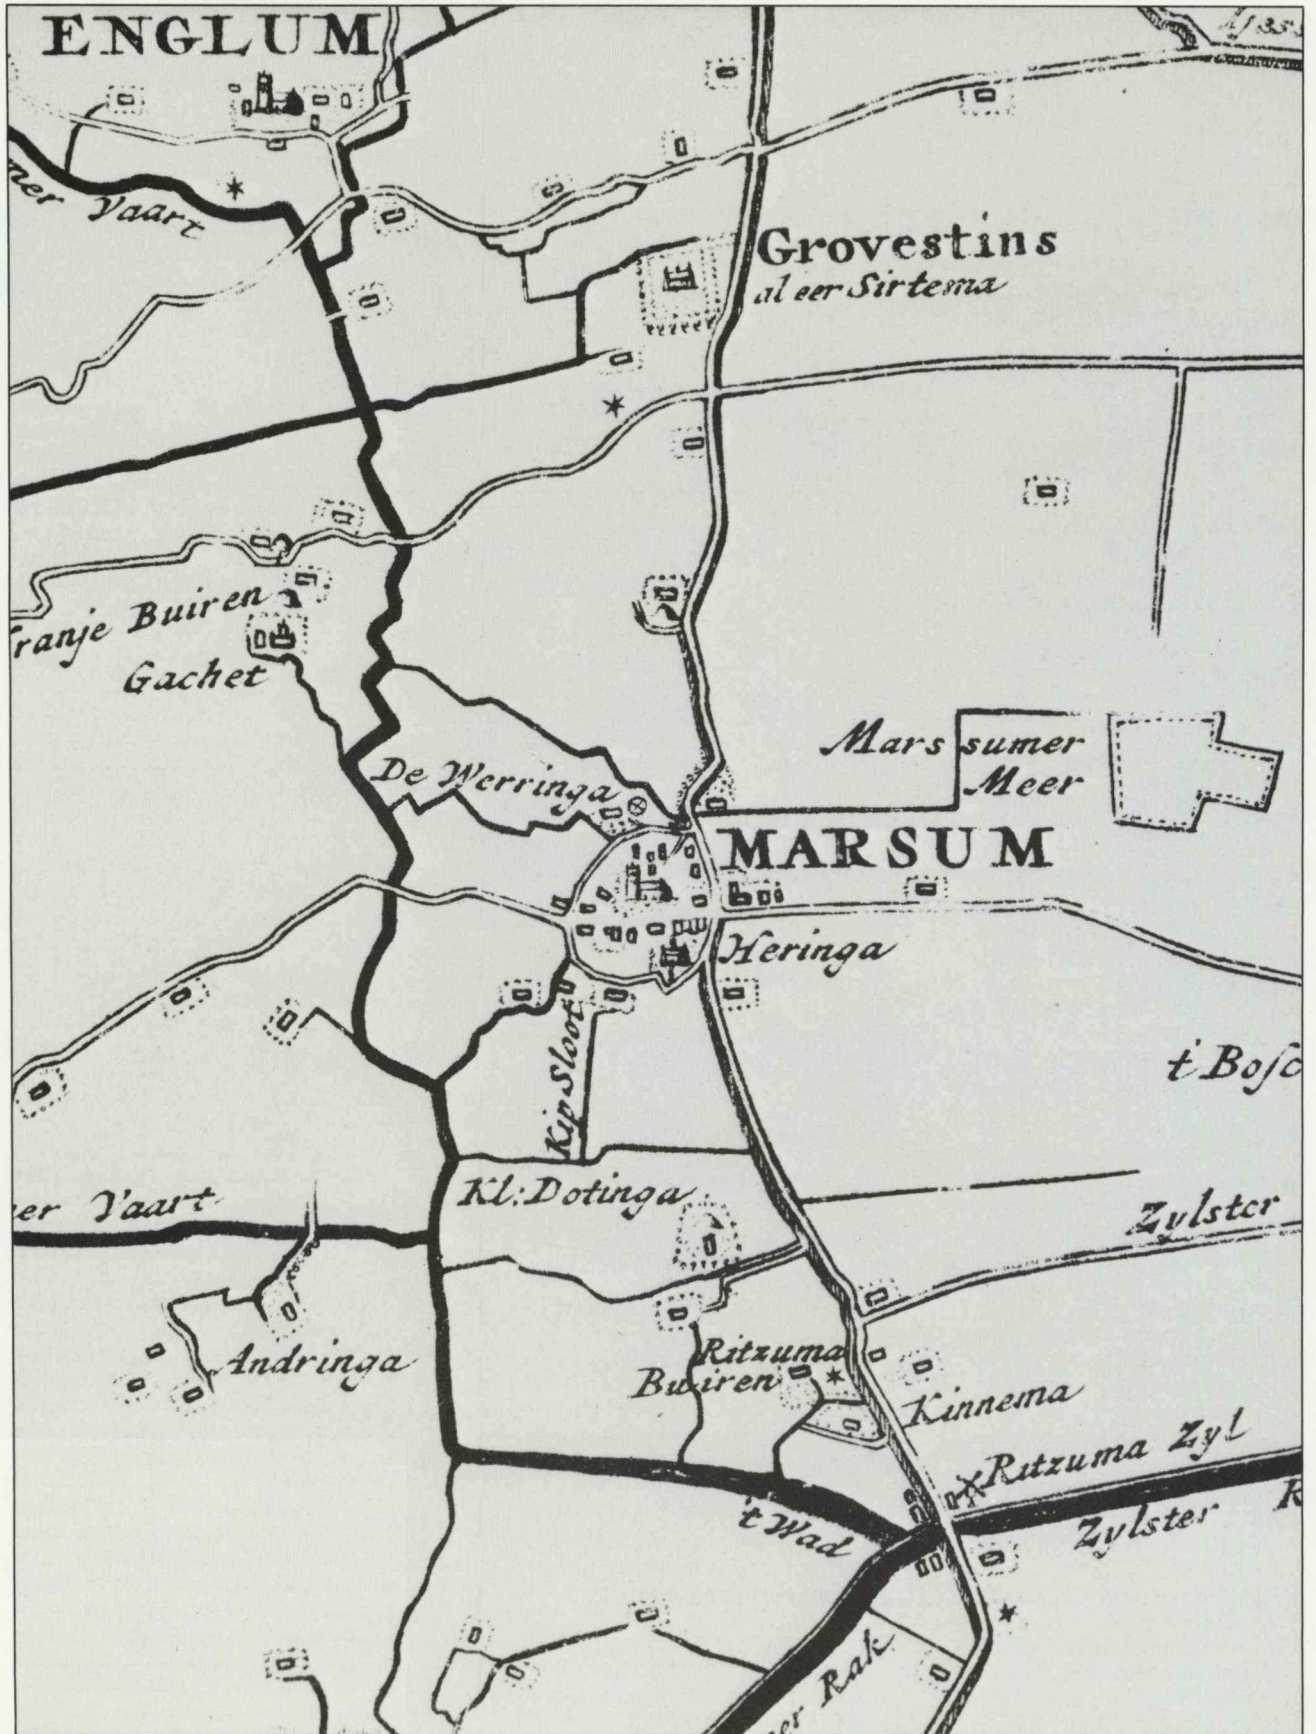 ENGLUM
mer Vaart
Grovestins
al eer Sirtema
ranje Buiren
Gachet
De Werringa
Mars sumer
Meer
MARSUM
Heringa
Kip Sloot
t' Bosc
er Vaart
Kl: Dotinga
Zylster
Andringa
Ritzuma
Buiren
Kinnema
Ritzuma Zyl
't Wad
Zylster R
er Rak